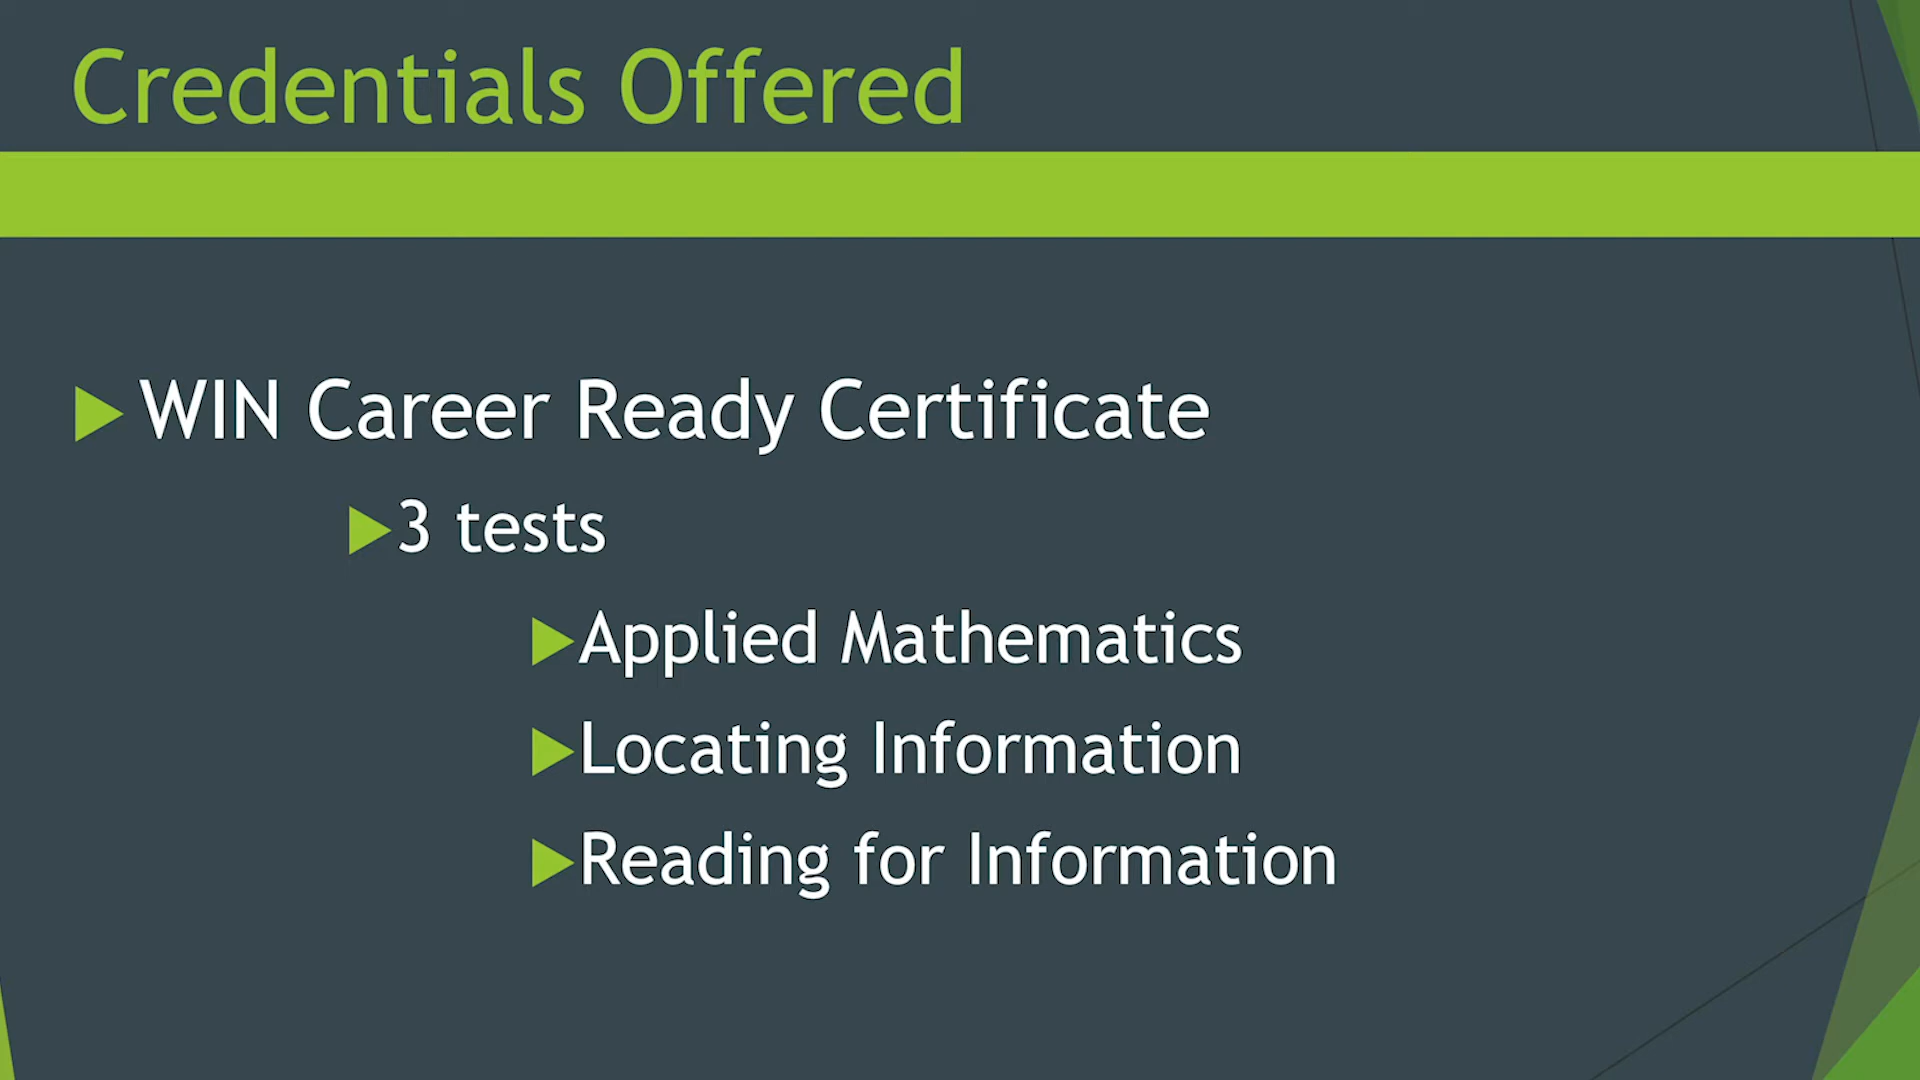 Credentials Offered
WIN Career Ready Certificate
3 tests
Applied Mathematics
Locating Information
Reading for Information